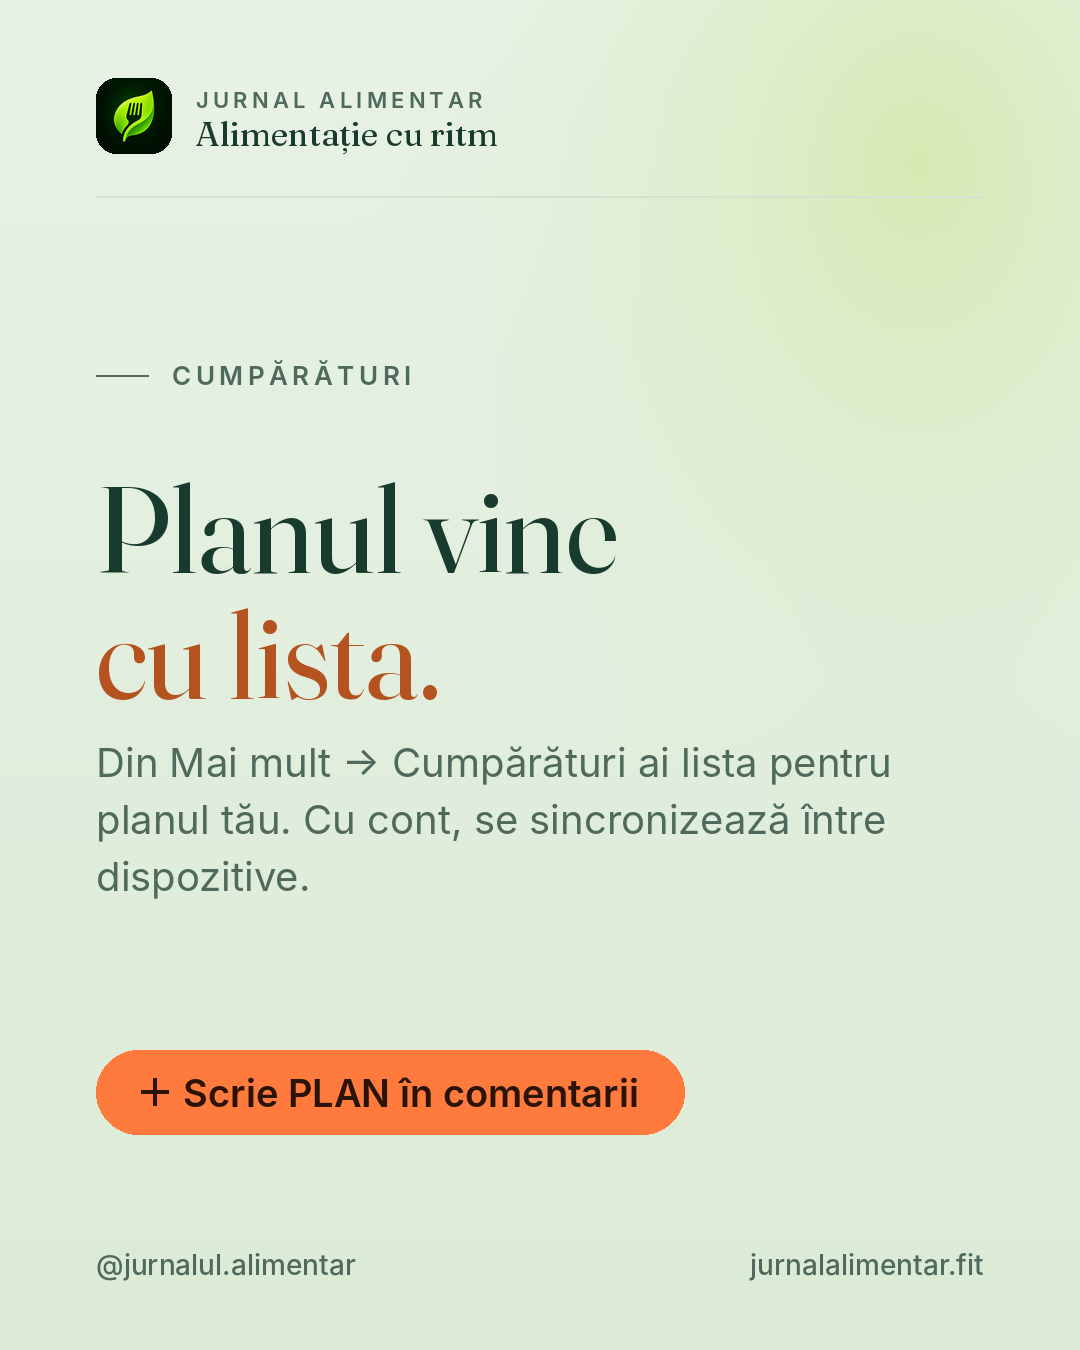 JURNAL ALIMENTAR
Alimentație cu ritm
CUMPĂRĂTURI
Planul vine
cu lista.
Din Mai mult → Cumpărături ai lista pentru
planul tău. Cu cont, se sincronizează între
dispozitive.
+ Scrie PLAN în comentarii
@jurnalul.alimentar
jurnalalimentar.fit